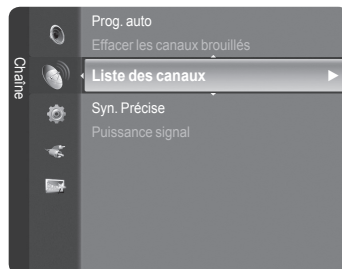 Chaîne
Prog. auto
Effacer les canaux brouillés
Liste des canaux
Syn. Précise
Puissance signal